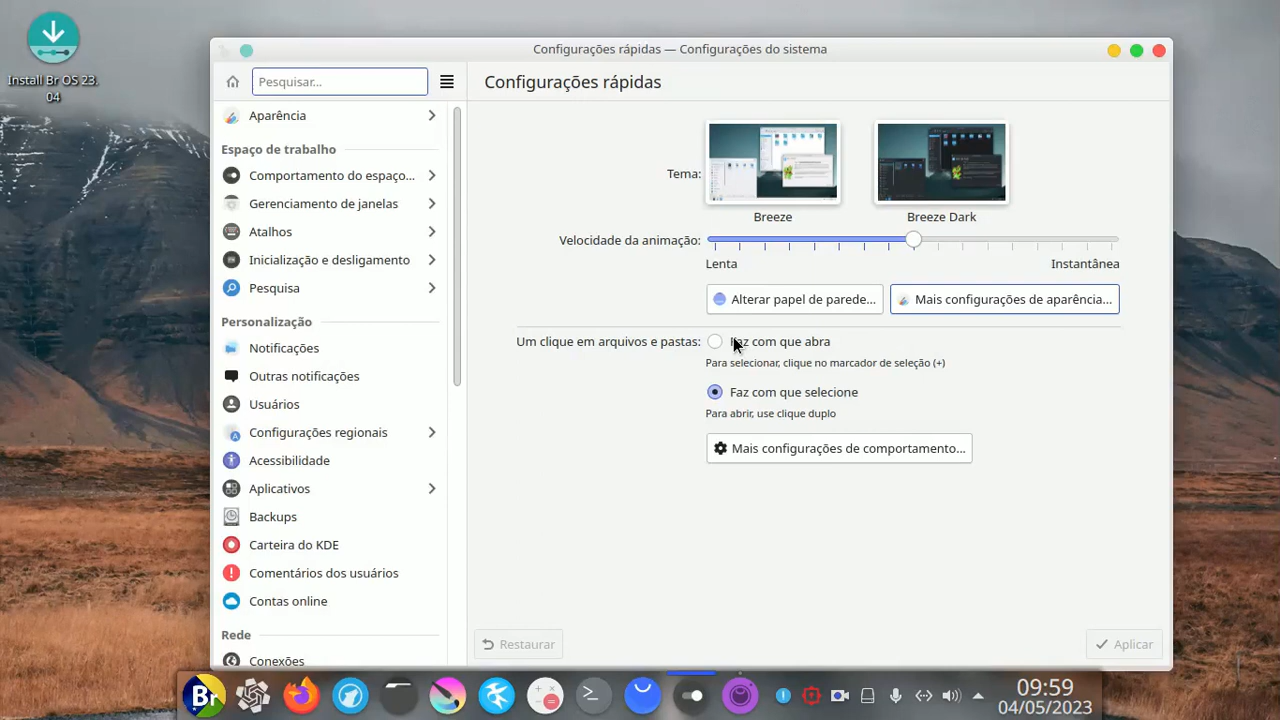 Install Br OS 23.
04
Configurações rápidas — Configurações do sistema
Pesquisar...
Configurações rápidas
Aparência
Espaço de trabalho
Comportamento do espaço...
Gerenciamento de janelas
Atalhos
Inicialização e desligamento
Pesquisa
Personalização
Notificações
Outras notificações
Usuários
Configurações regionais
Acessibilidade
Aplicativos
Backups
Carteira do KDE
Comentários dos usuários
Contas online
Rede
Conexões
Tema:
Breeze
Breeze Dark
Velocidade da animação:
Lenta
Instantânea
Alterar papel de parede...
Mais configurações de aparência...
Um clique em arquivos e pastas:
Faz com que abra
Para selecionar, clique no marcador de seleção (+)
Faz com que selecione
Para abrir, use clique duplo
Mais configurações de comportamento...
Restaurar
Aplicar
Br
09:59
04/05/2023